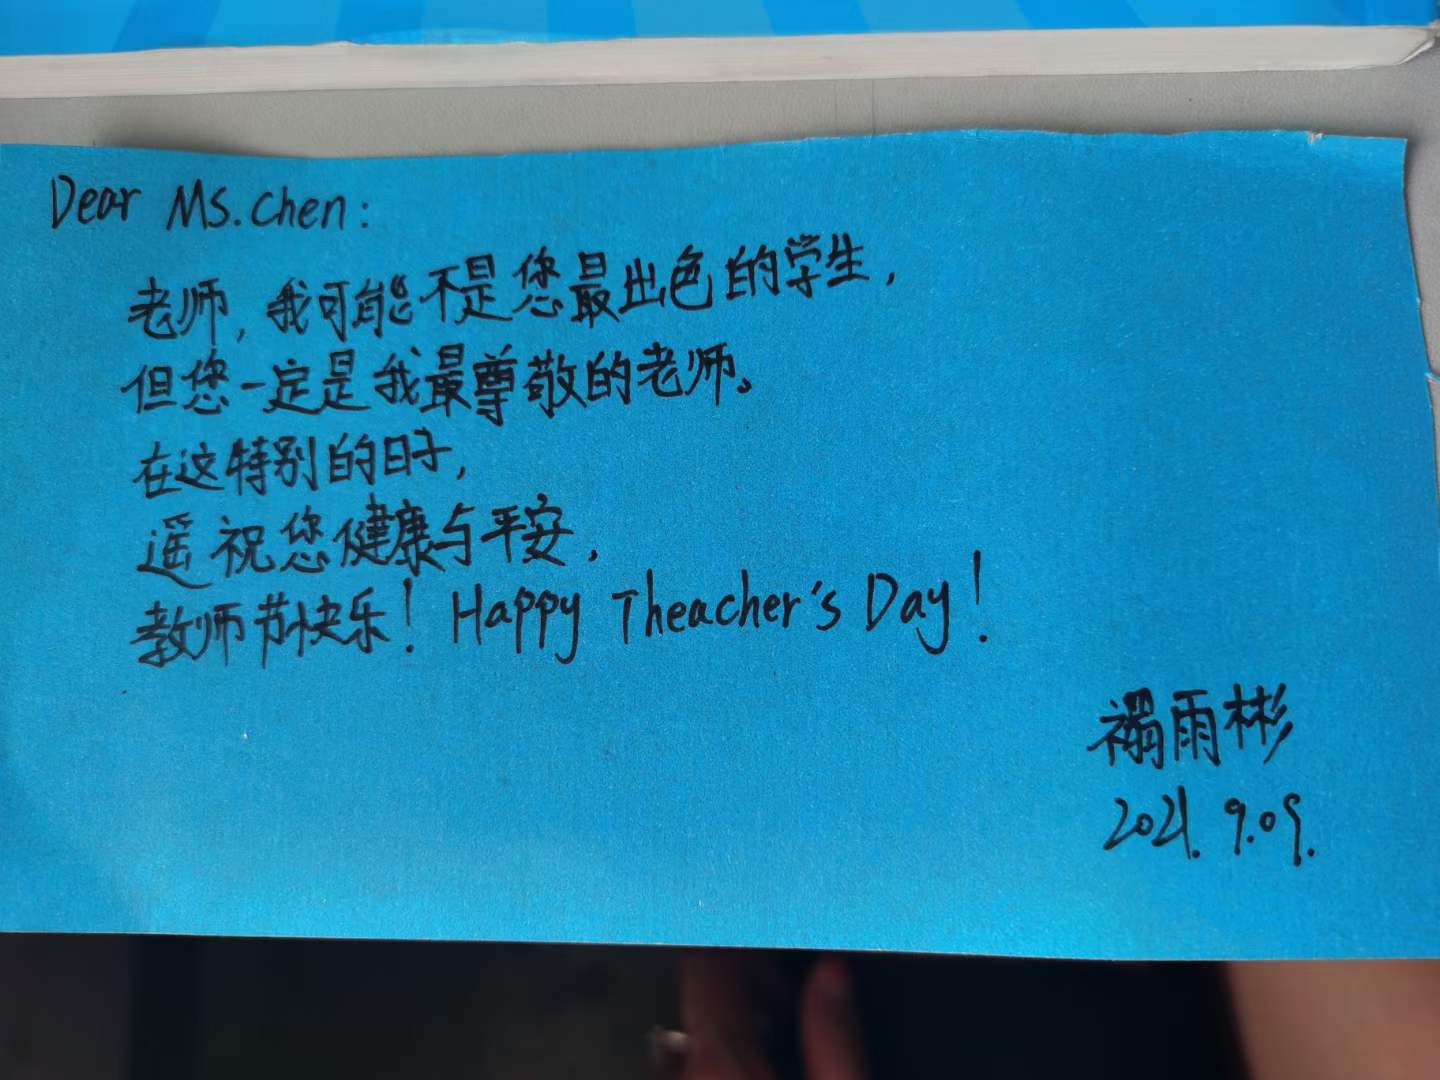 Dear Ms. Chen:
老师，我可能不是您最出色的学生，
但您一定是我最尊敬的老师。
在这特别的日子，
遥祝您健康与平安，
教师节快乐！Happy Theacher's Day!
禤雨彬
2021.9.09.